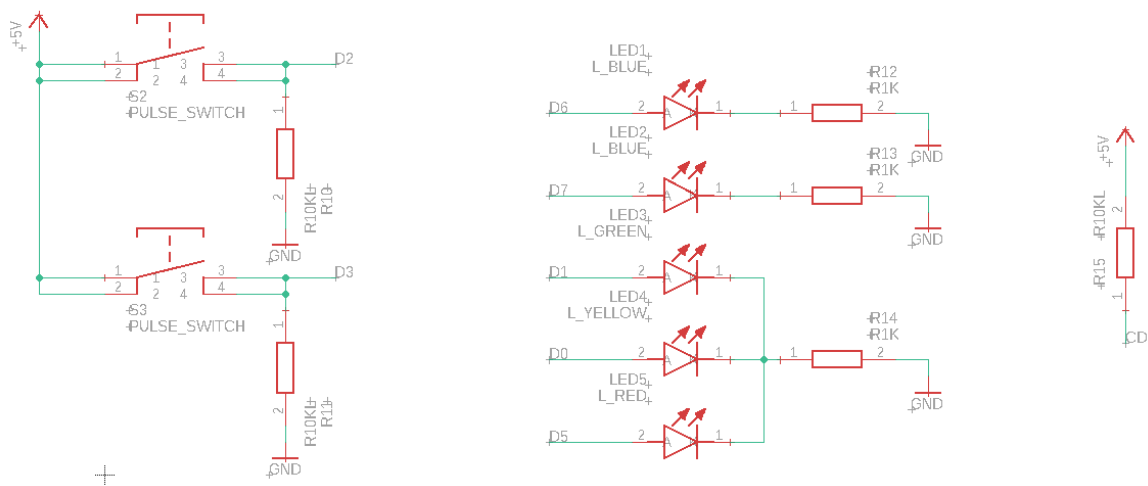 +5V
1 3
2 4
1 3
2 4
D2
S2
PULSE_SWITCH
1
2
R10KL
R10
GND
1 3
2 4
1 3
2 4
D3
S3
PULSE_SWITCH
1
2
R10KL
R11
GND
LED1
L_BLUE
D6
2
A
1
1
2
R12
R1K
GND
LED2
L_BLUE
D7
2
A
1
1
2
R13
R1K
GND
LED3
L_GREEN
D1
2
A
1
LED4
L_YELLOW
D0
2
A
1
1
2
R14
R1K
GND
LED5
L_RED
D5
2
A
1
+5V
2
R10KL
R15
1
CD